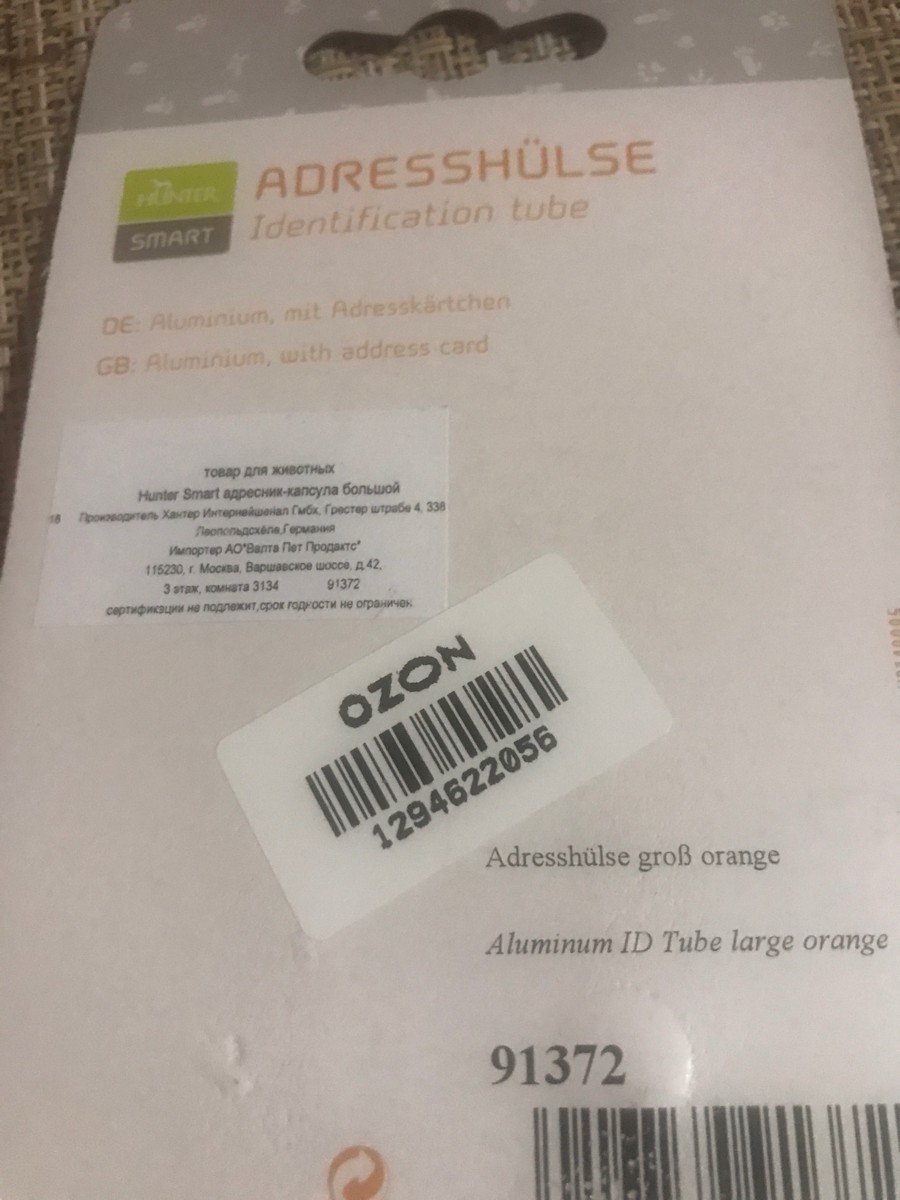 HUNTER
SMART
ADRESSHÜLSE
Identification tube
DE: Aluminium, mit Adresskärtchen
GB: Aluminium, with address card
товар для животных
Hunter Smart адресник-капсула большой
Производитель Хантер Интернейшенал Гмбх, Грестер штрабе 4, 338
Леопольдсхёле,Германия
Импортер АО"Валта Пет Продактс"
115230, г. Москва, Варшавское шоссе, д.42,
3 этаж, комната 3134 91372
сертификации не подлежит,срок годности не ограничен
OZON
1294622056
Adresshülse groß orange
Aluminum ID Tube large orange
91372